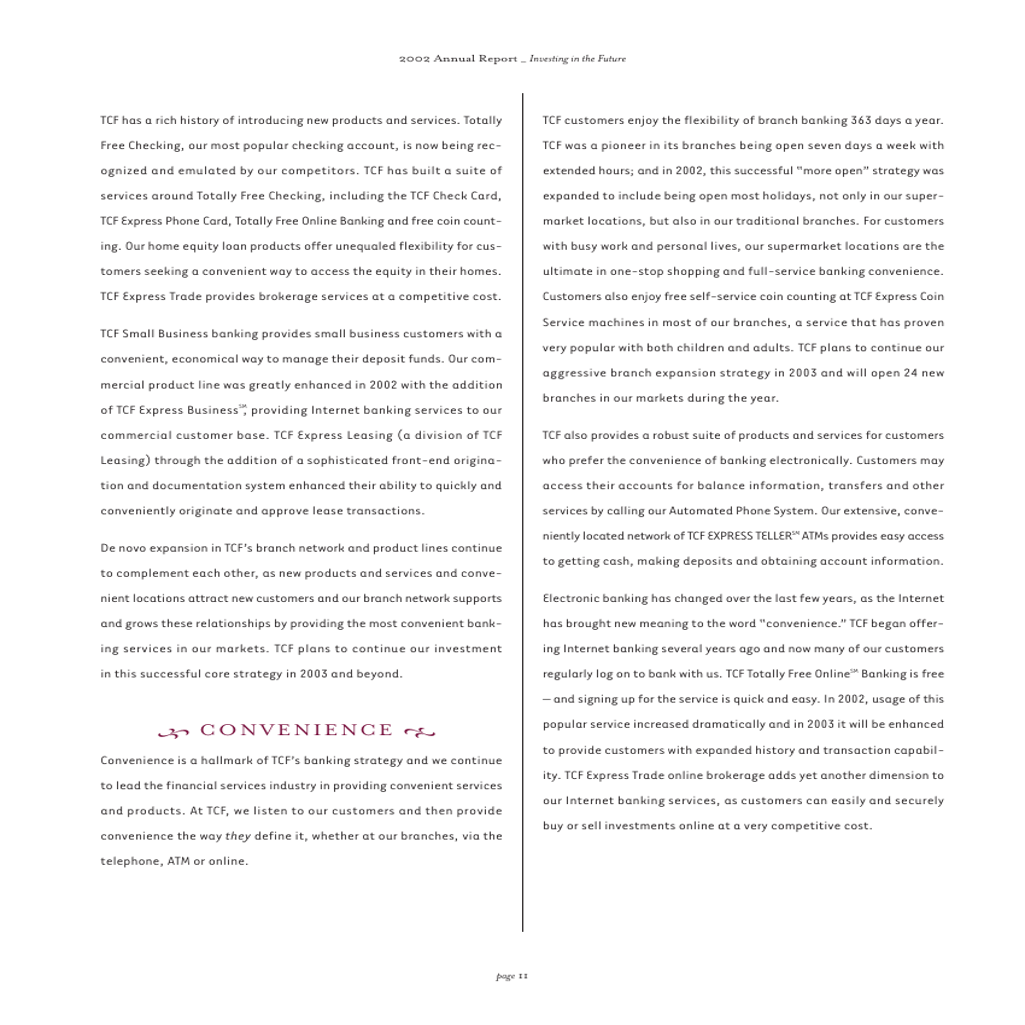 2002 Annual Report _ Investing in the Future
TCF has a rich history of introducing new products and services. Totally
Free Checking, our most popular checking account, is now being rec-
ognized and emulated by our competitors. TCF has built a suite of
services around Totally Free Checking, including the TCF Check Card,
TCF Express Phone Card, Totally Free Online Banking and free coin count-
ing. Our home equity loan products offer unequaled flexibility for cus-
tomers seeking a convenient way to access the equity in their homes.
TCF Express Trade provides brokerage services at a competitive cost.
TCF Small Business banking provides small business customers with a
convenient, economical way to manage their deposit funds. Our com-
mercial product line was greatly enhanced in 2002 with the addition
of TCF Express Business℠, providing Internet banking services to our
commercial customer base. TCF Express Leasing (a division of TCF
Leasing) through the addition of a sophisticated front-end origina-
tion and documentation system enhanced their ability to quickly and
conveniently originate and approve lease transactions.
De novo expansion in TCF's branch network and product lines continue
to complement each other, as new products and services and conve-
nient locations attract new customers and our branch network supports
and grows these relationships by providing the most convenient bank-
ing services in our markets. TCF plans to continue our investment
in this successful core strategy in 2003 and beyond.
CONVENIENCE
Convenience is a hallmark of TCF's banking strategy and we continue
to lead the financial services industry in providing convenient services
and products. At TCF, we listen to our customers and then provide
convenience the way they define it, whether at our branches, via the
telephone, ATM or online.
TCF customers enjoy the flexibility of branch banking 363 days a year.
TCF was a pioneer in its branches being open seven days a week with
extended hours; and in 2002, this successful "more open" strategy was
expanded to include being open most holidays, not only in our super-
market locations, but also in our traditional branches. For customers
with busy work and personal lives, our supermarket locations are the
ultimate in one-stop shopping and full-service banking convenience.
Customers also enjoy free self-service coin counting at TCF Express Coin
Service machines in most of our branches, a service that has proven
very popular with both children and adults. TCF plans to continue our
aggressive branch expansion strategy in 2003 and will open 24 new
branches in our markets during the year.
TCF also provides a robust suite of products and services for customers
who prefer the convenience of banking electronically. Customers may
access their accounts for balance information, transfers and other
services by calling our Automated Phone System. Our extensive, conve-
niently located network of TCF EXPRESS TELLER℠ ATMs provides easy access
to getting cash, making deposits and obtaining account information.
Electronic banking has changed over the last few years, as the Internet
has brought new meaning to the word "convenience." TCF began offer-
ing Internet banking several years ago and now many of our customers
regularly log on to bank with us. TCF Totally Free Online℠ Banking is free
— and signing up for the service is quick and easy. In 2002, usage of this
popular service increased dramatically and in 2003 it will be enhanced
to provide customers with expanded history and transaction capabil-
ity. TCF Express Trade online brokerage adds yet another dimension to
our Internet banking services, as customers can easily and securely
buy or sell investments online at a very competitive cost.
page 11